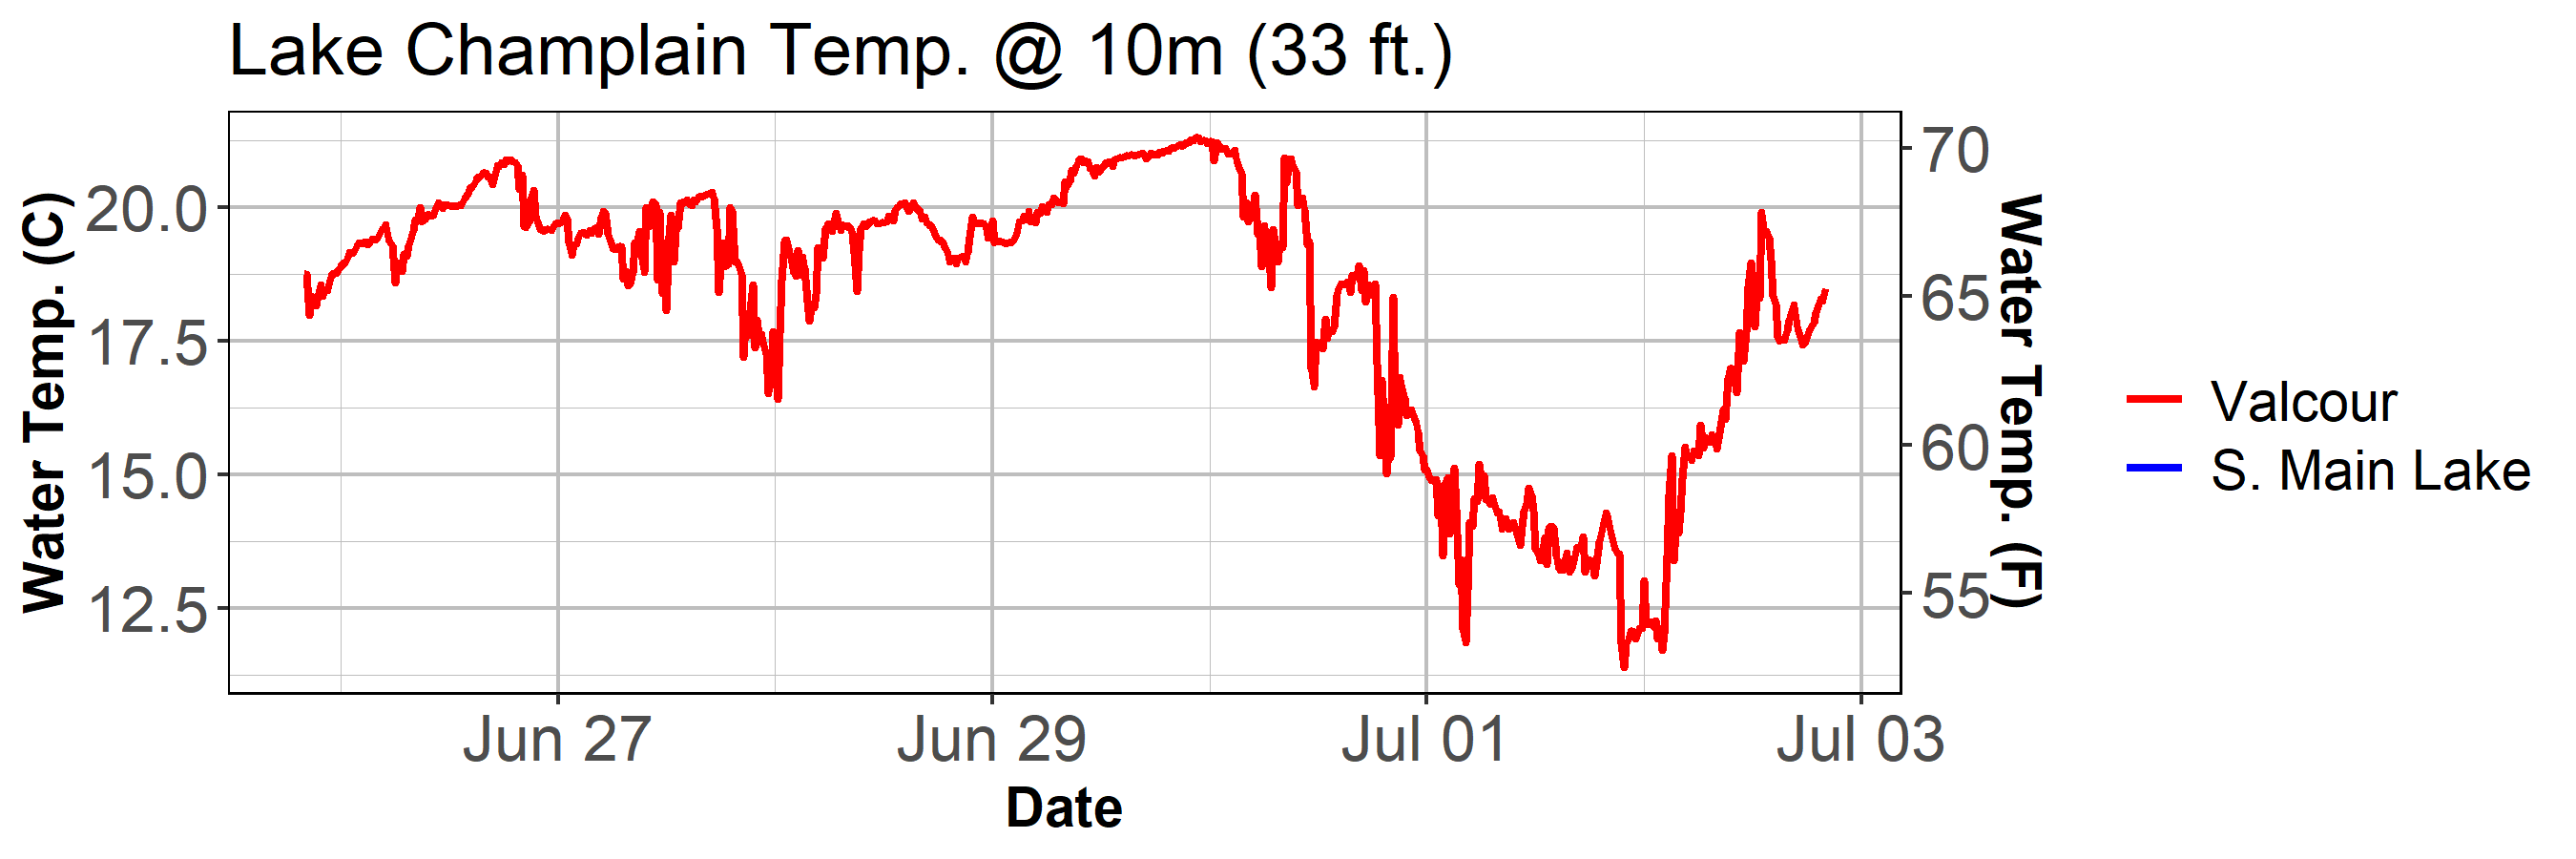 Lake Champlain Temp. @ 10m (33 ft.)
Water Temp. (C)
20.0
17.5
15.0
12.5
70
65
60
55
Water Temp. (F)
Jun 27
Jun 29
Jul 01
Jul 03
Date
Valcour
S. Main Lake